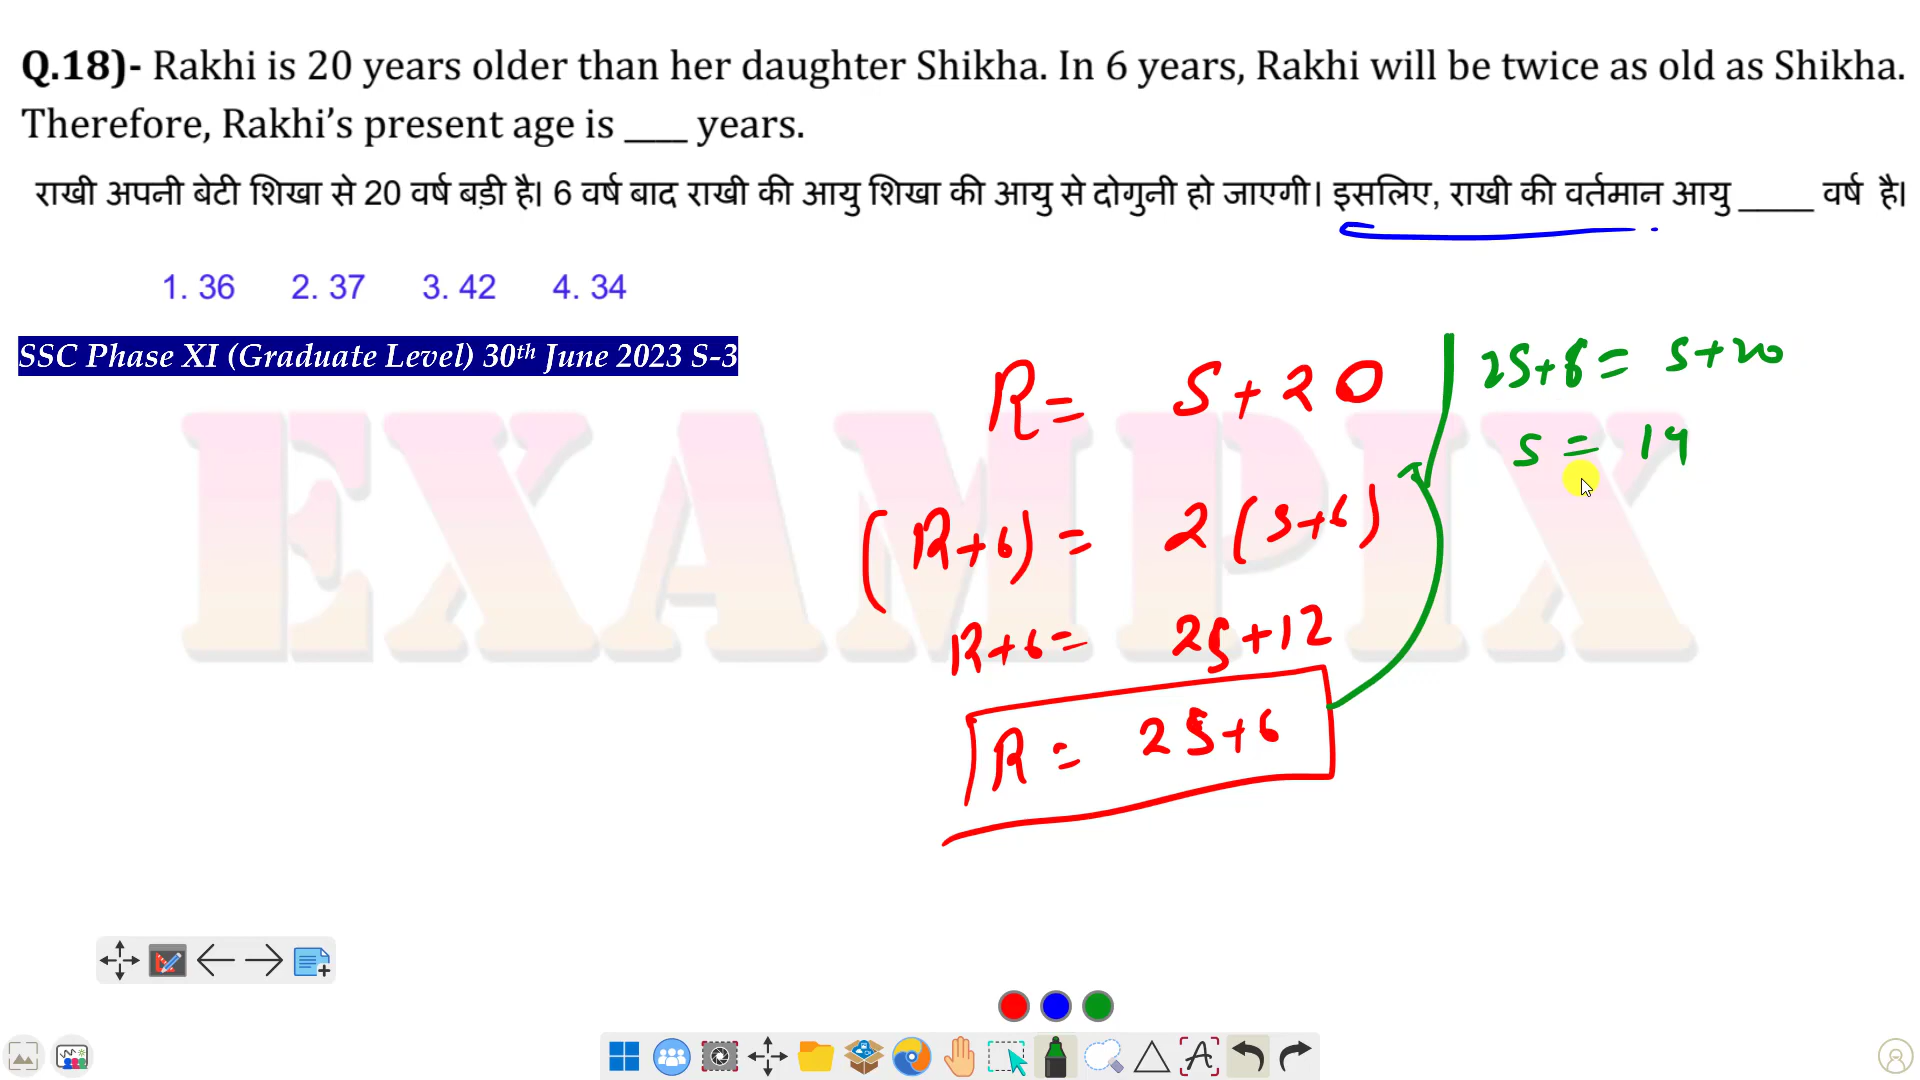 Q.18)- Rakhi is 20 years older than her daughter Shikha. In 6 years, Rakhi will be twice as old as Shikha.
Therefore, Rakhi's present age is ____ years.
राखी अपनी बेटी शिखा से 20 वर्ष बड़ी है। 6 वर्ष बाद राखी की आयु शिखा की आयु से दोगुनी हो जाएगी। इसलिए, राखी की वर्तमान आयु ____ वर्ष है।
1. 36 2. 37 3. 42 4. 34
SSC Phase XI (Graduate Level) 30th June 2023 S-3
EXAMPIX
R = S + 20
(R+6) = 2 (S+6)
R+6 = 2S+12
R = 2S+6
2S+6 = S+20
S = 14